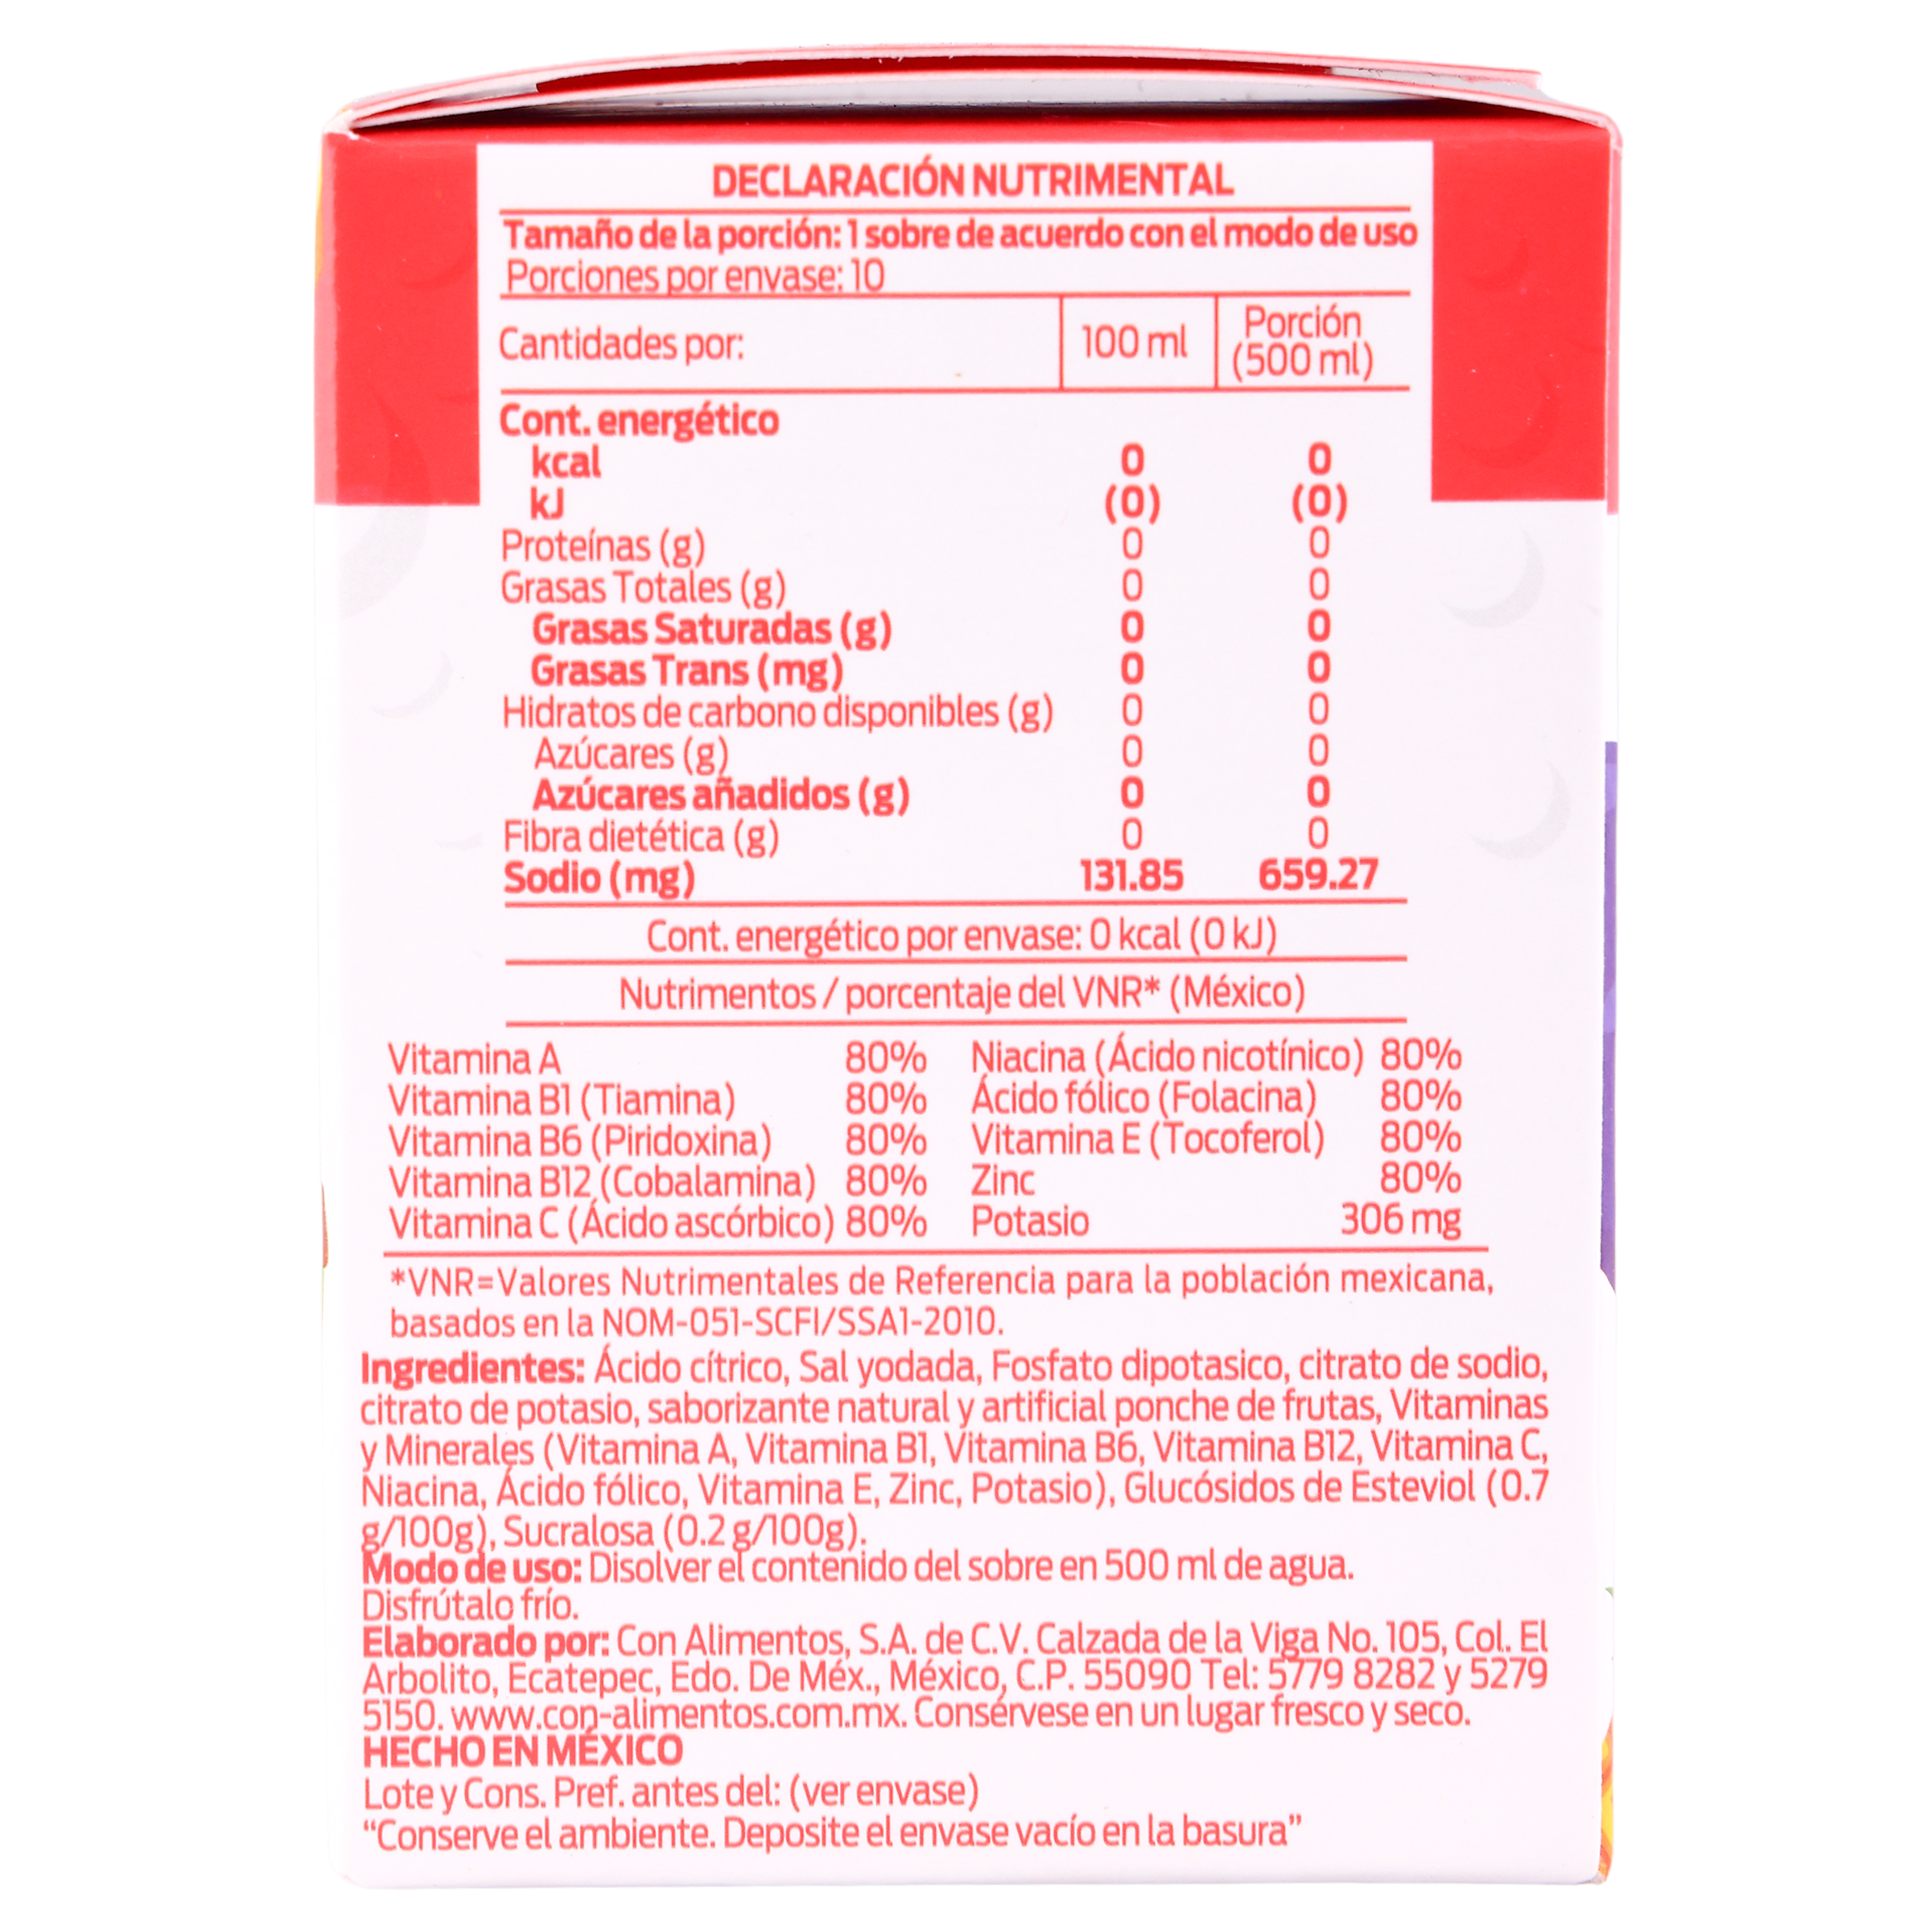 DECLARACIÓN NUTRIMENTAL
Tamaño de la porción: 1 sobre de acuerdo con el modo de uso
Porciones por envase: 10
Cantidades por: 100 ml Porción (500 ml)
Cont. energético
kcal 0 0
kJ (0) (0)
Proteínas (g) 0 0
Grasas Totales (g) 0 0
Grasas Saturadas (g) 0 0
Grasas Trans (mg) 0 0
Hidratos de carbono disponibles (g) 0 0
Azúcares (g) 0 0
Azúcares añadidos (g) 0 0
Fibra dietética (g) 0 0
Sodio (mg) 131.85 659.27
Cont. energético por envase: 0 kcal (0 kJ)
Nutrimentos / porcentaje del VNR* (México)
Vitamina A 80% Niacina (Ácido nicotínico) 80%
Vitamina B1 (Tiamina) 80% Ácido fólico (Folacina) 80%
Vitamina B6 (Piridoxina) 80% Vitamina E (Tocoferol) 80%
Vitamina B12 (Cobalamina) 80% Zinc 80%
Vitamina C (Ácido ascórbico) 80% Potasio 306 mg
*VNR=Valores Nutrimentales de Referencia para la población mexicana,
basados en la NOM-051-SCFI/SSA1-2010.
Ingredientes: Ácido cítrico, Sal yodada, Fosfato dipotasico, citrato de sodio,
citrato de potasio, saborizante natural y artificial ponche de frutas, Vitaminas
y Minerales (Vitamina A, Vitamina B1, Vitamina B6, Vitamina B12, Vitamina C,
Niacina, Ácido fólico, Vitamina E, Zinc, Potasio), Glucósidos de Esteviol (0.7
g/100g), Sucralosa (0.2 g/100g).
Modo de uso: Disolver el contenido del sobre en 500 ml de agua.
Disfrútalo frío.
Elaborado por: Con Alimentos, S.A. de C.V. Calzada de la Viga No. 105, Col. El
Arbolito, Ecatepec, Edo. De Méx., México, C.P. 55090 Tel: 5779 8282 y 5279
5150. www.con-alimentos.com.mx. Consérvese en un lugar fresco y seco.
HECHO EN MÉXICO
Lote y Cons. Pref. antes del: (ver envase)
“Conserve el ambiente. Deposite el envase vacío en la basura”